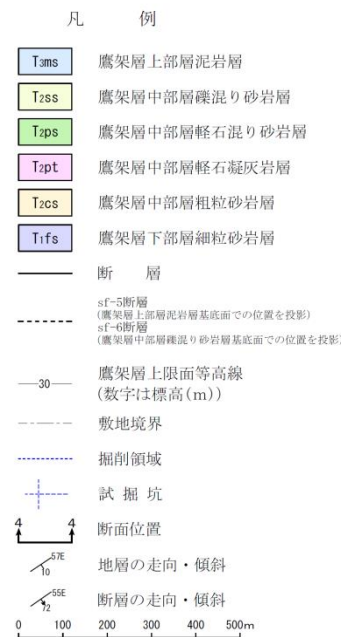 凡　例
T3ms 鷹架層上部層泥岩層
T2ss 鷹架層中部層礫混り砂岩層
T2ps 鷹架層中部層軽石混り砂岩層
T2pt 鷹架層中部層軽石凝灰岩層
T2cs 鷹架層中部層粗粒砂岩層
T1fs 鷹架層下部層細粒砂岩層
断　層
sf-5断層
(鷹架層上部層泥岩層基底面での位置を投影)
sf-6断層
(鷹架層中部層礫混り砂岩層基底面での位置を投影)
30 鷹架層上限面等高線
(数字は標高(m))
敷地境界
掘削領域
試 掘 坑
4 4 断面位置
57E 10 地層の走向・傾斜
55E 72 断層の走向・傾斜
0 100 200 300 400 500m